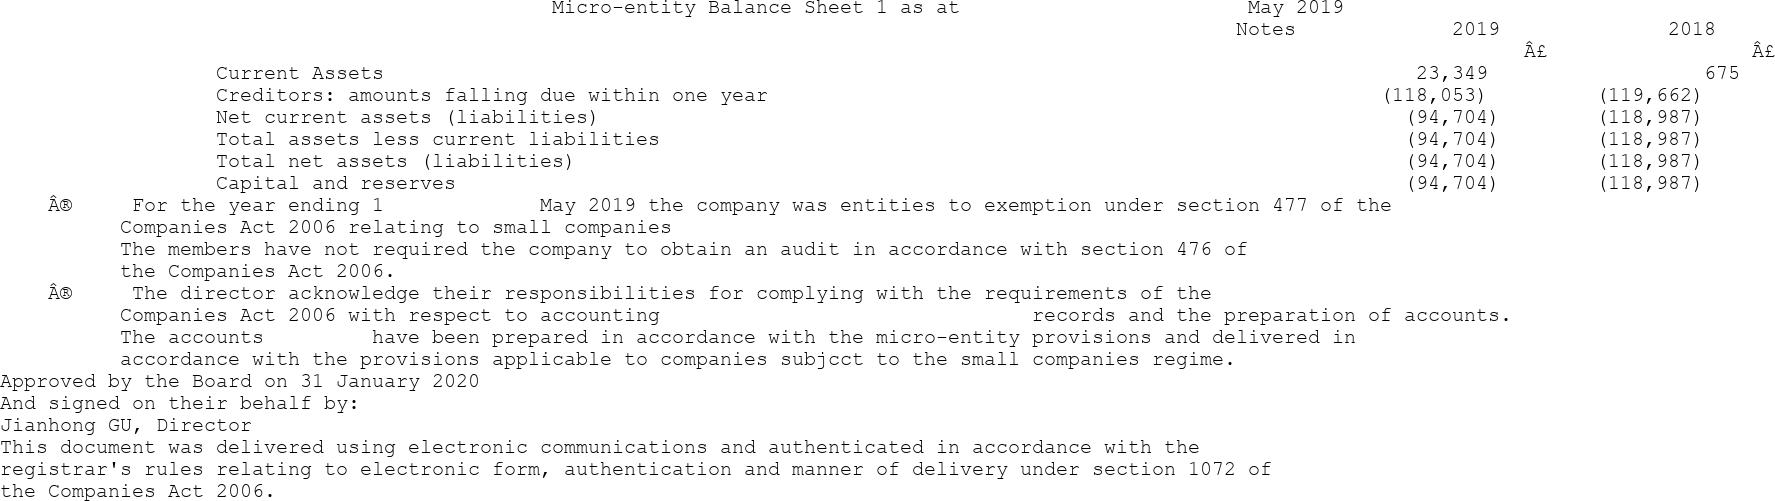 Micro-entity Balance Sheet 1 as at May 2019
Notes 2019 2018
Â£ Â£
Current Assets 23,349 675
Creditors: amounts falling due within one year (118,053) (119,662)
Net current assets (liabilities) (94,704) (118,987)
Total assets less current liabilities (94,704) (118,987)
Total net assets (liabilities) (94,704) (118,987)
Capital and reserves (94,704) (118,987)
Â® For the year ending 1 May 2019 the company was entities to exemption under section 477 of the
Companies Act 2006 relating to small companies
The members have not required the company to obtain an audit in accordance with section 476 of
the Companies Act 2006.
Â® The director acknowledge their responsibilities for complying with the requirements of the
Companies Act 2006 with respect to accounting records and the preparation of accounts.
The accounts have been prepared in accordance with the micro-entity provisions and delivered in
accordance with the provisions applicable to companies subjcct to the small companies regime.
Approved by the Board on 31 January 2020
And signed on their behalf by:
Jianhong GU, Director
This document was delivered using electronic communications and authenticated in accordance with the
registrar's rules relating to electronic form, authentication and manner of delivery under section 1072 of
the Companies Act 2006.